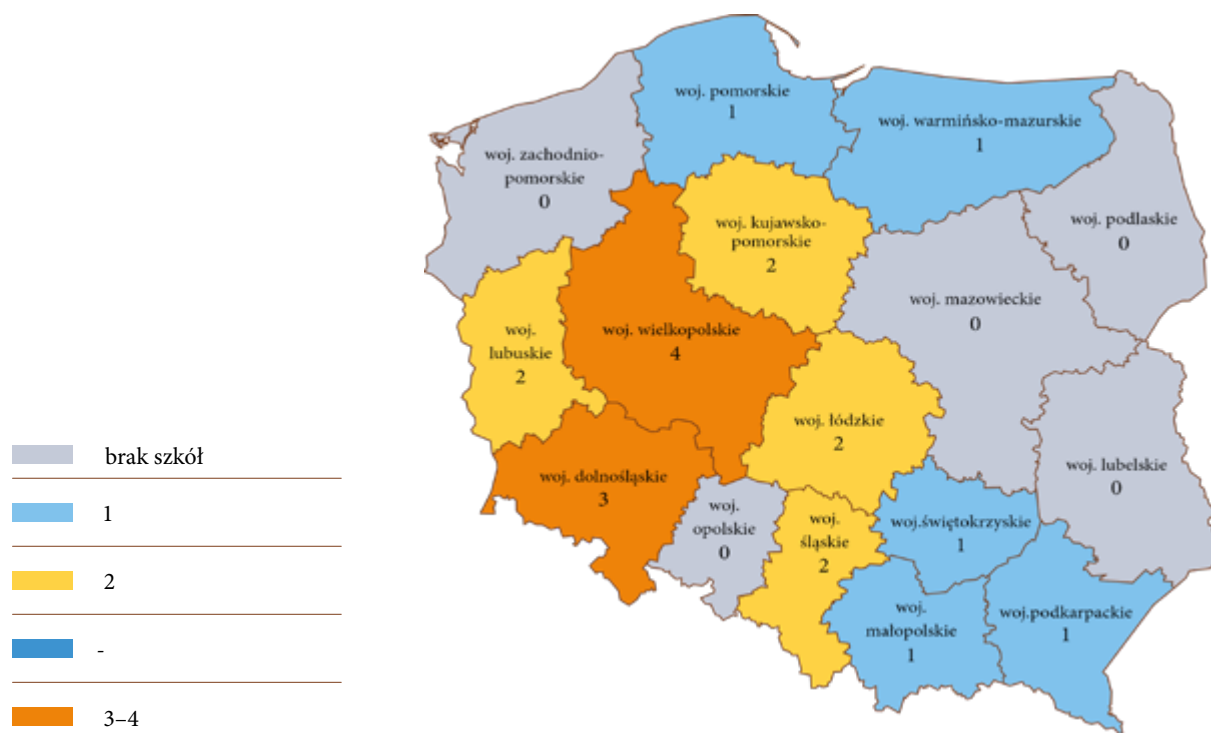 woj. pomorskie
1
woj. warmińsko-mazurskie
1
woj. zachodnio-
pomorskie
0
woj. podlaskie
0
woj. kujawsko-
pomorskie
2
woj. mazowieckie
0
woj.
lubuskie
2
woj. wielkopolskie
4
woj. łódzkie
2
woj. lubelskie
0
woj. dolnośląskie
3
woj.
opolskie
0
woj.
śląskie
2
woj.świętokrzyskie
1
woj.
małopolskie
1
woj.podkarpackie
1
brak szkół
1
2
-
3–4